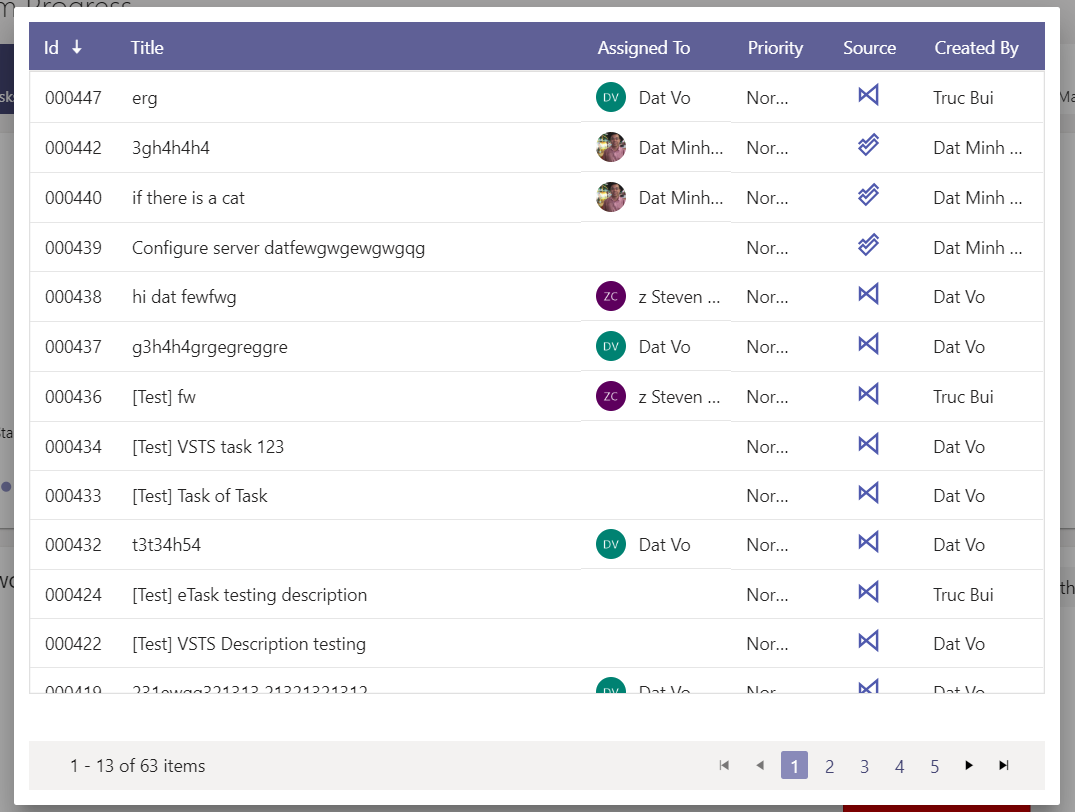 m Progress
Id Title Assigned To Priority Source Created By
000447 erg DV Dat Vo Nor... Truc Bui
000442 3gh4h4h4 Dat Minh... Nor... Dat Minh ...
000440 if there is a cat Dat Minh... Nor... Dat Minh ...
000439 Configure server datfewgwgewgwgqg Nor... Dat Minh ...
000438 hi dat fewfwg ZC z Steven ... Nor... Dat Vo
000437 g3h4h4grgegreggre DV Dat Vo Nor... Dat Vo
000436 [Test] fw ZC z Steven ... Nor... Truc Bui
000434 [Test] VSTS task 123 Nor... Dat Vo
000433 [Test] Task of Task Nor... Dat Vo
000432 t3t34h54 DV Dat Vo Nor... Dat Vo
000424 [Test] eTask testing description Nor... Truc Bui
000422 [Test] VSTS Description testing Nor... Dat Vo
000419 DV Dat Vo Nor... Dat Vo
1 - 13 of 63 items 1 2 3 4 5